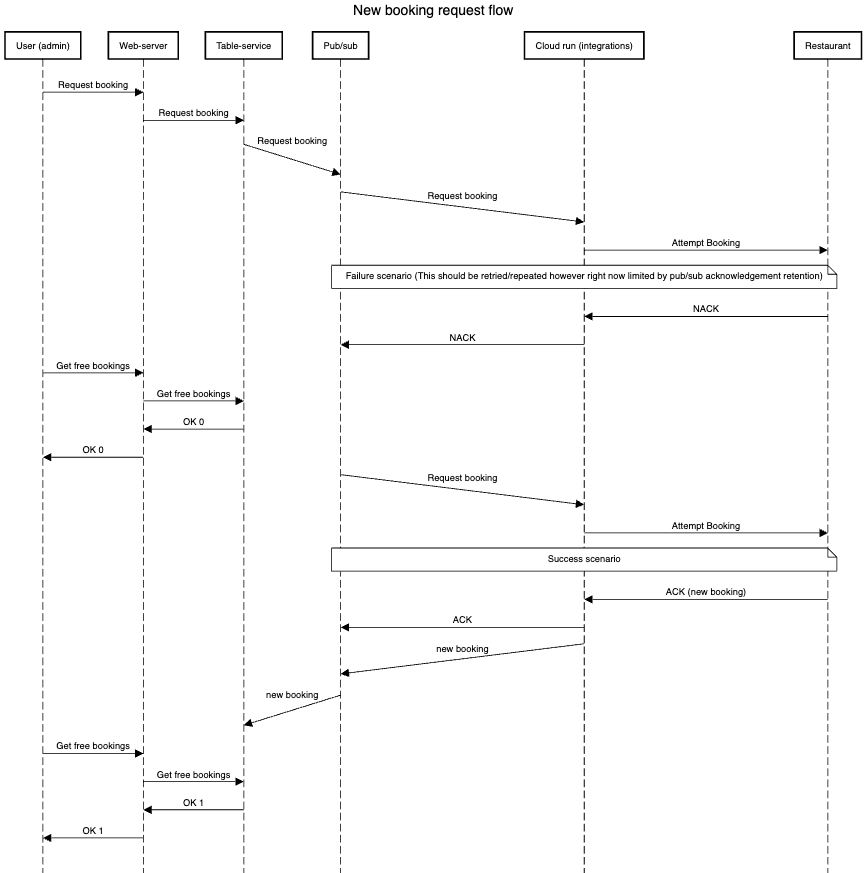 New booking request flow
User (admin)
Web-server
Table-service
Pub/sub
Cloud run (integrations)
Restaurant
Request booking
Request booking
Request booking
Request booking
Attempt Booking
Failure scenario (This should be retried/repeated however right now limited by pub/sub acknowledgement retention)
NACK
NACK
Get free bookings
Get free bookings
OK 0
OK 0
Request booking
Attempt Booking
Success scenario
ACK (new booking)
ACK
new booking
new booking
Get free bookings
Get free bookings
OK 1
OK 1